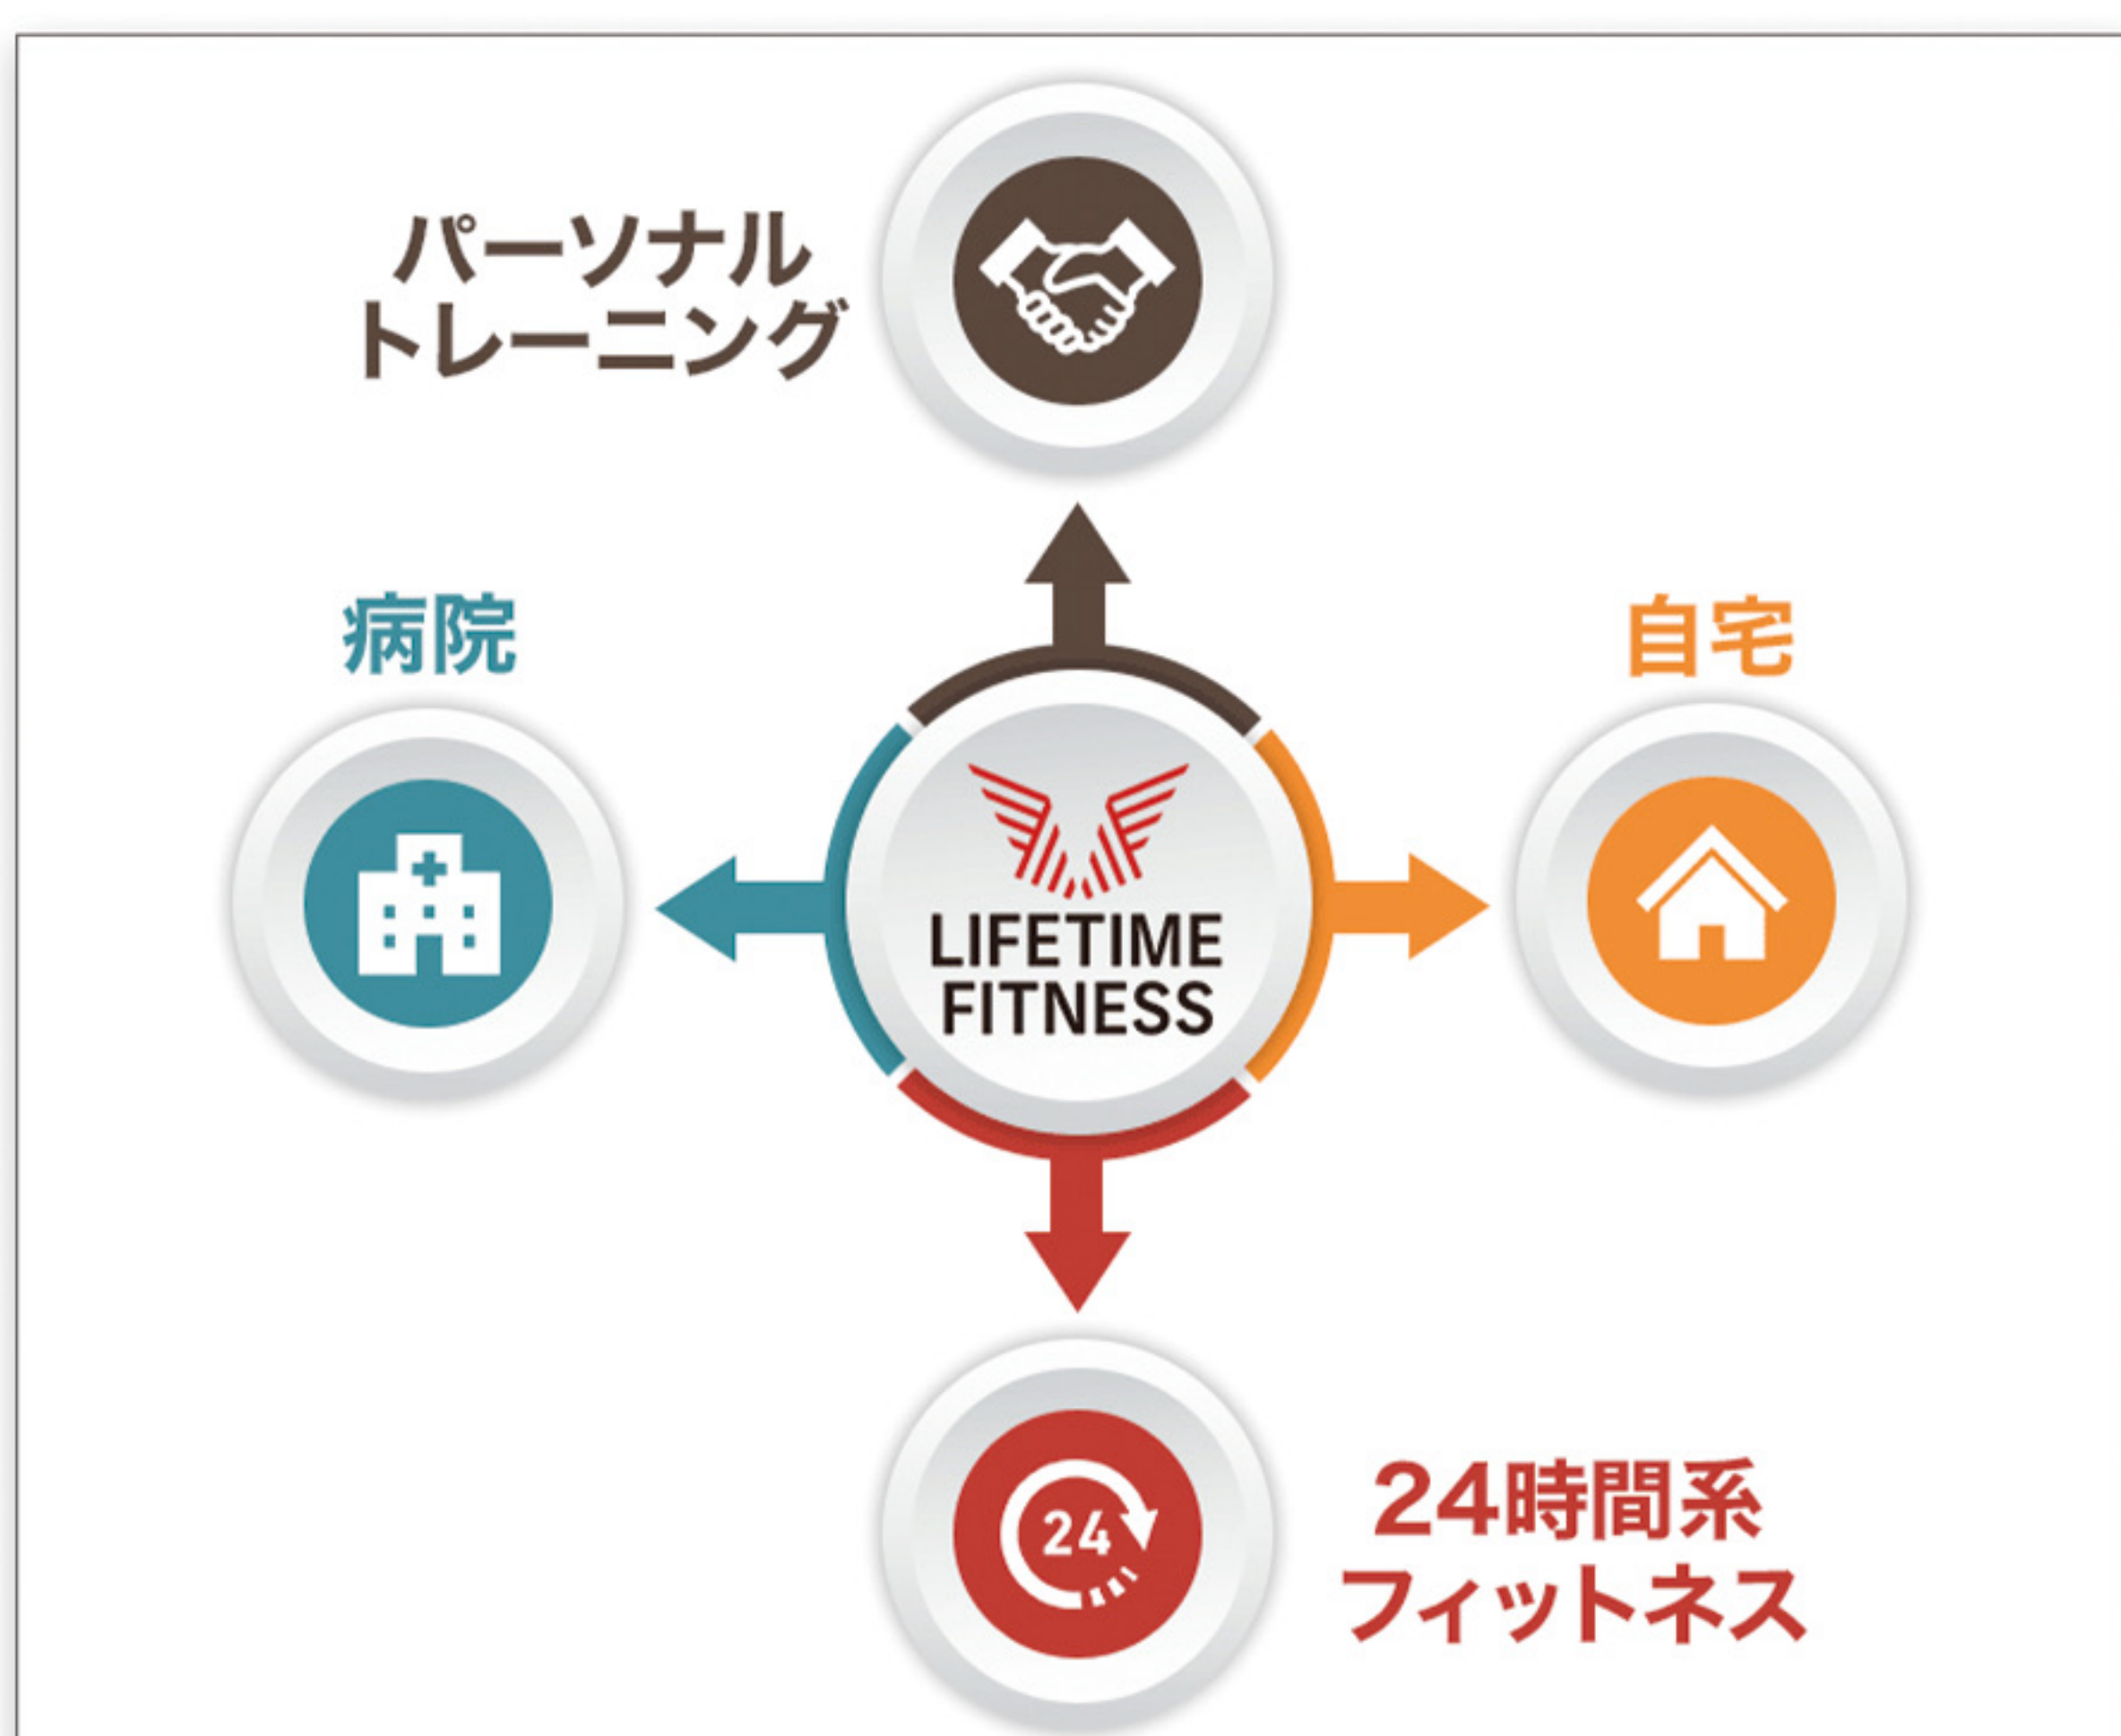 パーソナル
トレーニング
病院
自宅
LIFETIME
FITNESS
24
24時間系
フィットネス